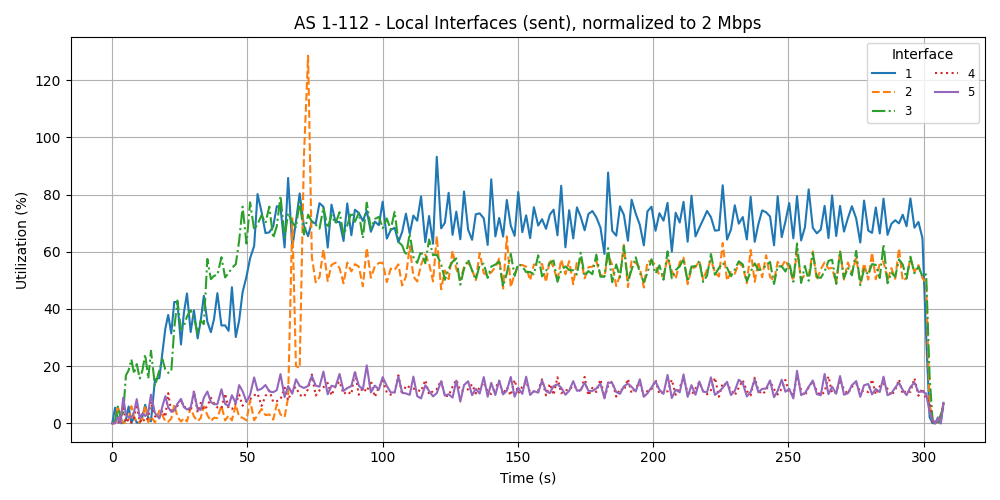 AS 1-112 - Local Interfaces (sent), normalized to 2 Mbps
Interface
1
2
3
4
5
Utilization (%)
120
100
80
60
40
20
0
0 50 100 150 200 250 300
Time (s)